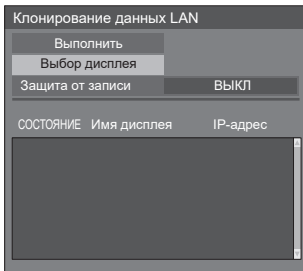 Клонирование данных LAN
Выполнить
Выбор дисплея
Защита от записи ВЫКЛ
СОСТОЯНИЕ Имя дисплея IP-адрес